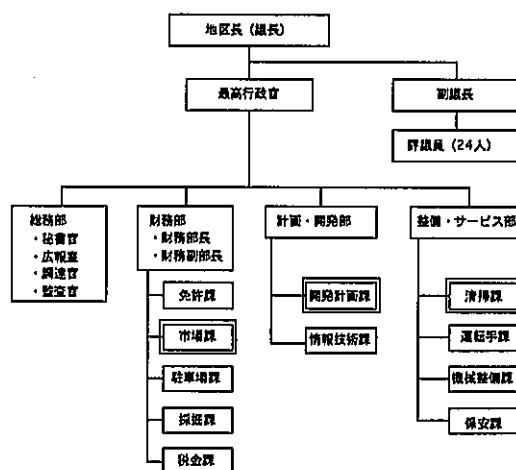 地区長（議長）
最高行政官
副議長
評議員（24人）
総務部
・秘書官
・広報室
・調達官
・監査官
財務部
・財務部長
・財務副部長
計画・開発部
整備・サービス部
免許課
市場課
駐車場課
採掘課
税金課
開発計画課
情報技術課
清掃課
運転手課
機械整備課
保安課